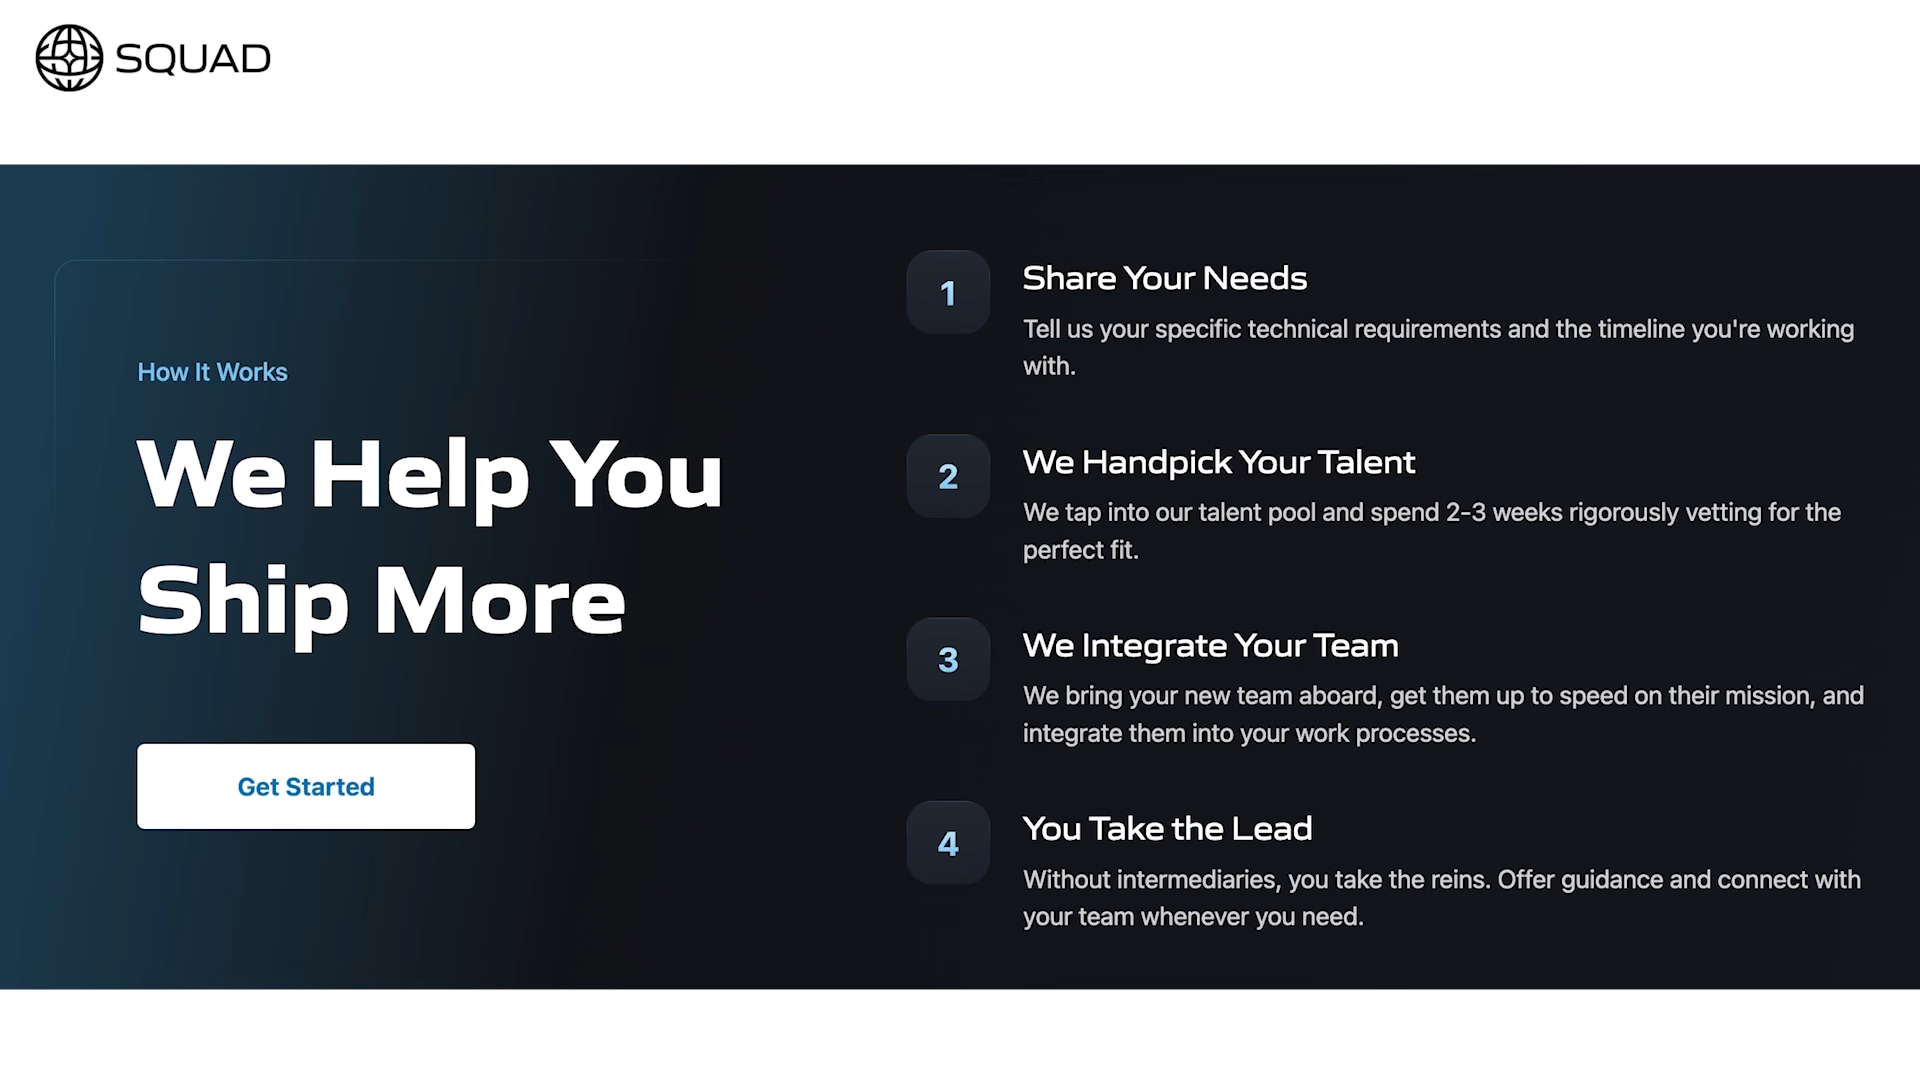 SQUAD
How It Works
We Help You
Ship More
Get Started
1
Share Your Needs
Tell us your specific technical requirements and the timeline you're working
with.
2
We Handpick Your Talent
We tap into our talent pool and spend 2-3 weeks rigorously vetting for the
perfect fit.
3
We Integrate Your Team
We bring your new team aboard, get them up to speed on their mission, and
integrate them into your work processes.
4
You Take the Lead
Without intermediaries, you take the reins. Offer guidance and connect with
your team whenever you need.